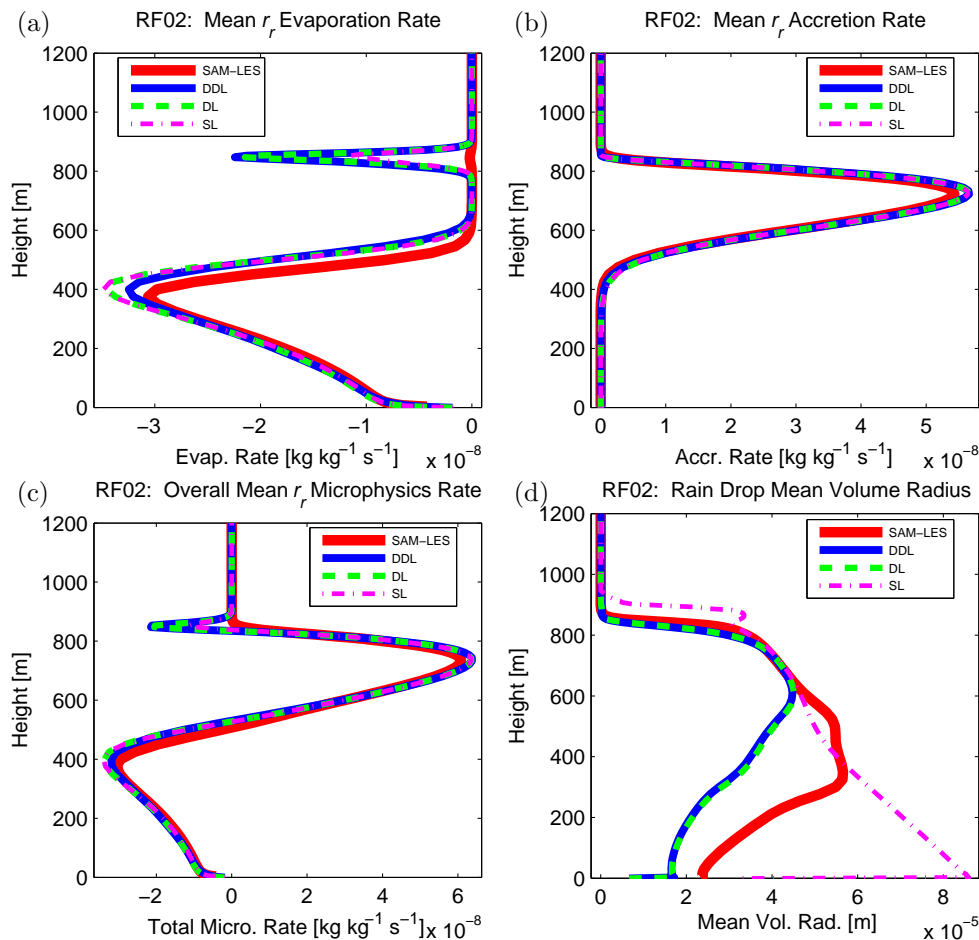 (a) RF02: Mean r_r Evaporation Rate
1200
1000
800
600
400
200
0
Height [m]
SAM−LES
DDL
DL
SL
−3 −2 −1 0
Evap. Rate [kg kg⁻¹ s⁻¹] x 10⁻⁸
(b) RF02: Mean r_r Accretion Rate
1200
1000
800
600
400
200
0
Height [m]
SAM−LES
DDL
DL
SL
0 1 2 3 4 5
Accr. Rate [kg kg⁻¹ s⁻¹] x 10⁻⁸
(c) RF02: Overall Mean r_r Microphysics Rate
1200
1000
800
600
400
200
0
Height [m]
SAM−LES
DDL
DL
SL
−2 0 2 4 6
Total Micro. Rate [kg kg⁻¹ s⁻¹] x 10⁻⁸
(d) RF02: Rain Drop Mean Volume Radius
1200
1000
800
600
400
200
0
Height [m]
SAM−LES
DDL
DL
SL
0 2 4 6 8
Mean Vol. Rad. [m] x 10⁻⁵